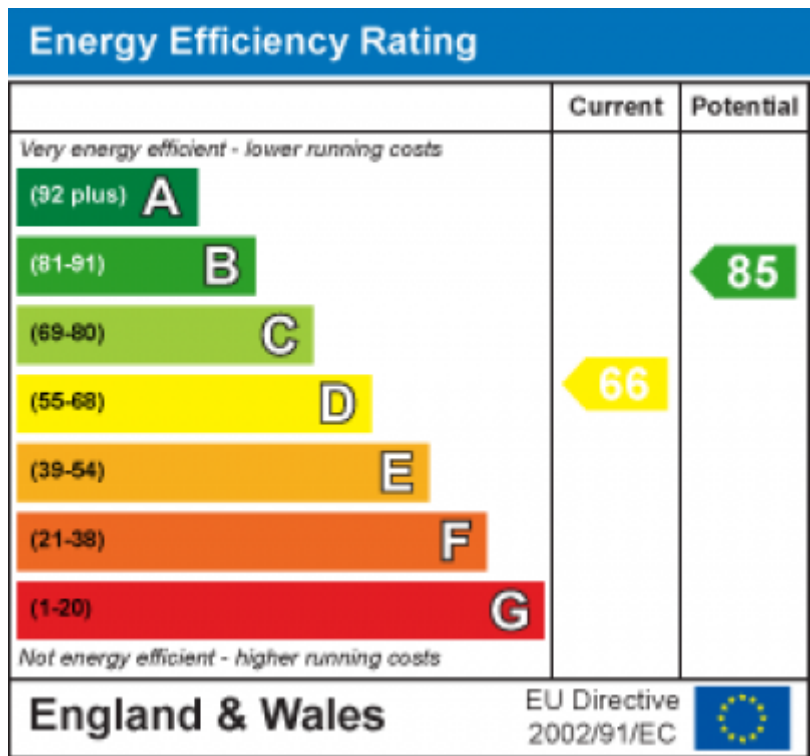 Energy Efficiency Rating
Current Potential
Very energy efficient - lower running costs
(92 plus) A
(81-91) B
85
(69-80) C
(55-68) D
66
(39-54) E
(21-38) F
(1-20) G
Not energy efficient - higher running costs
England & Wales
EU Directive
2002/91/EC